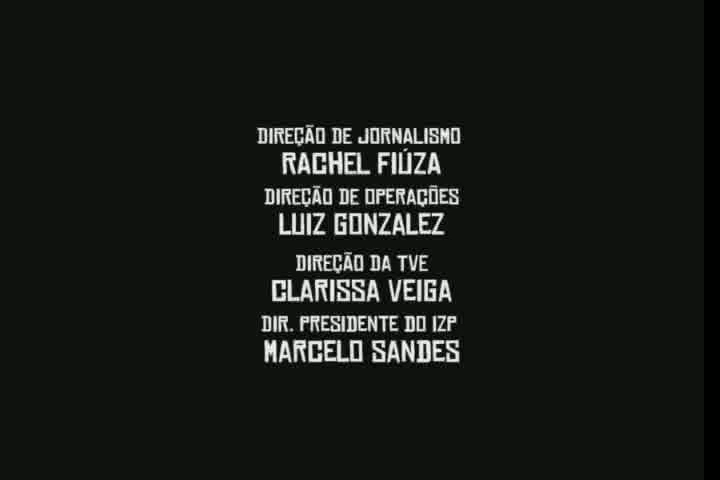 DIREÇÃO DE JORNALISMO
RACHEL FIÚZA
DIREÇÃO DE OPERAÇÕES
LUIZ GONZALEZ
DIREÇÃO DA TVE
CLARISSA VEIGA
DIR. PRESIDENTE DO IZP
MARCELO SANDES